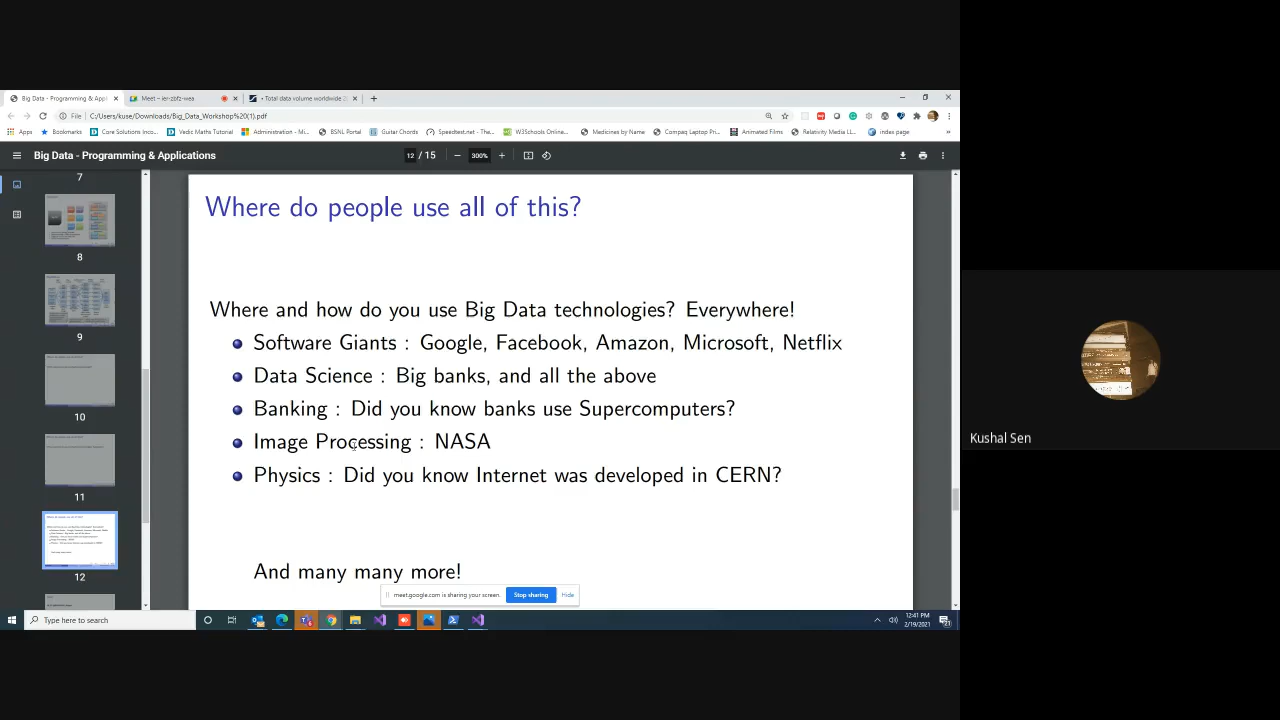 Big Data - Programming & Appli
Meet – ier-zbfz-wea
• Total data volume worldwide 2
File
C:/Users/kuse/Downloads/Big_Data_Workshop%20(1).pdf
Apps
Bookmarks
Core Solutions Inco...
Vedic Maths Tutorial
Administration - Mi...
BSNL Portal
Guitar Chords
Speedtest.net - The...
W3Schools Online...
Medicines by Name
Compaq Laptop Pr...
Animated Films
Relativity Media LL...
index page
Big Data - Programming & Applications
12 / 15
300%
7
8
9
10
11
12
Where do people use all of this?
Where and how do you use Big Data technologies? Everywhere!
Software Giants : Google, Facebook, Amazon, Microsoft, Netflix
Data Science : Big banks, and all the above
Banking : Did you know banks use Supercomputers?
Image Processing : NASA
Physics : Did you know Internet was developed in CERN?
And many many more!
meet.google.com is sharing your screen.
Stop sharing
Hide
Type here to search
12:41 PM
2/19/2021
Kushal Sen